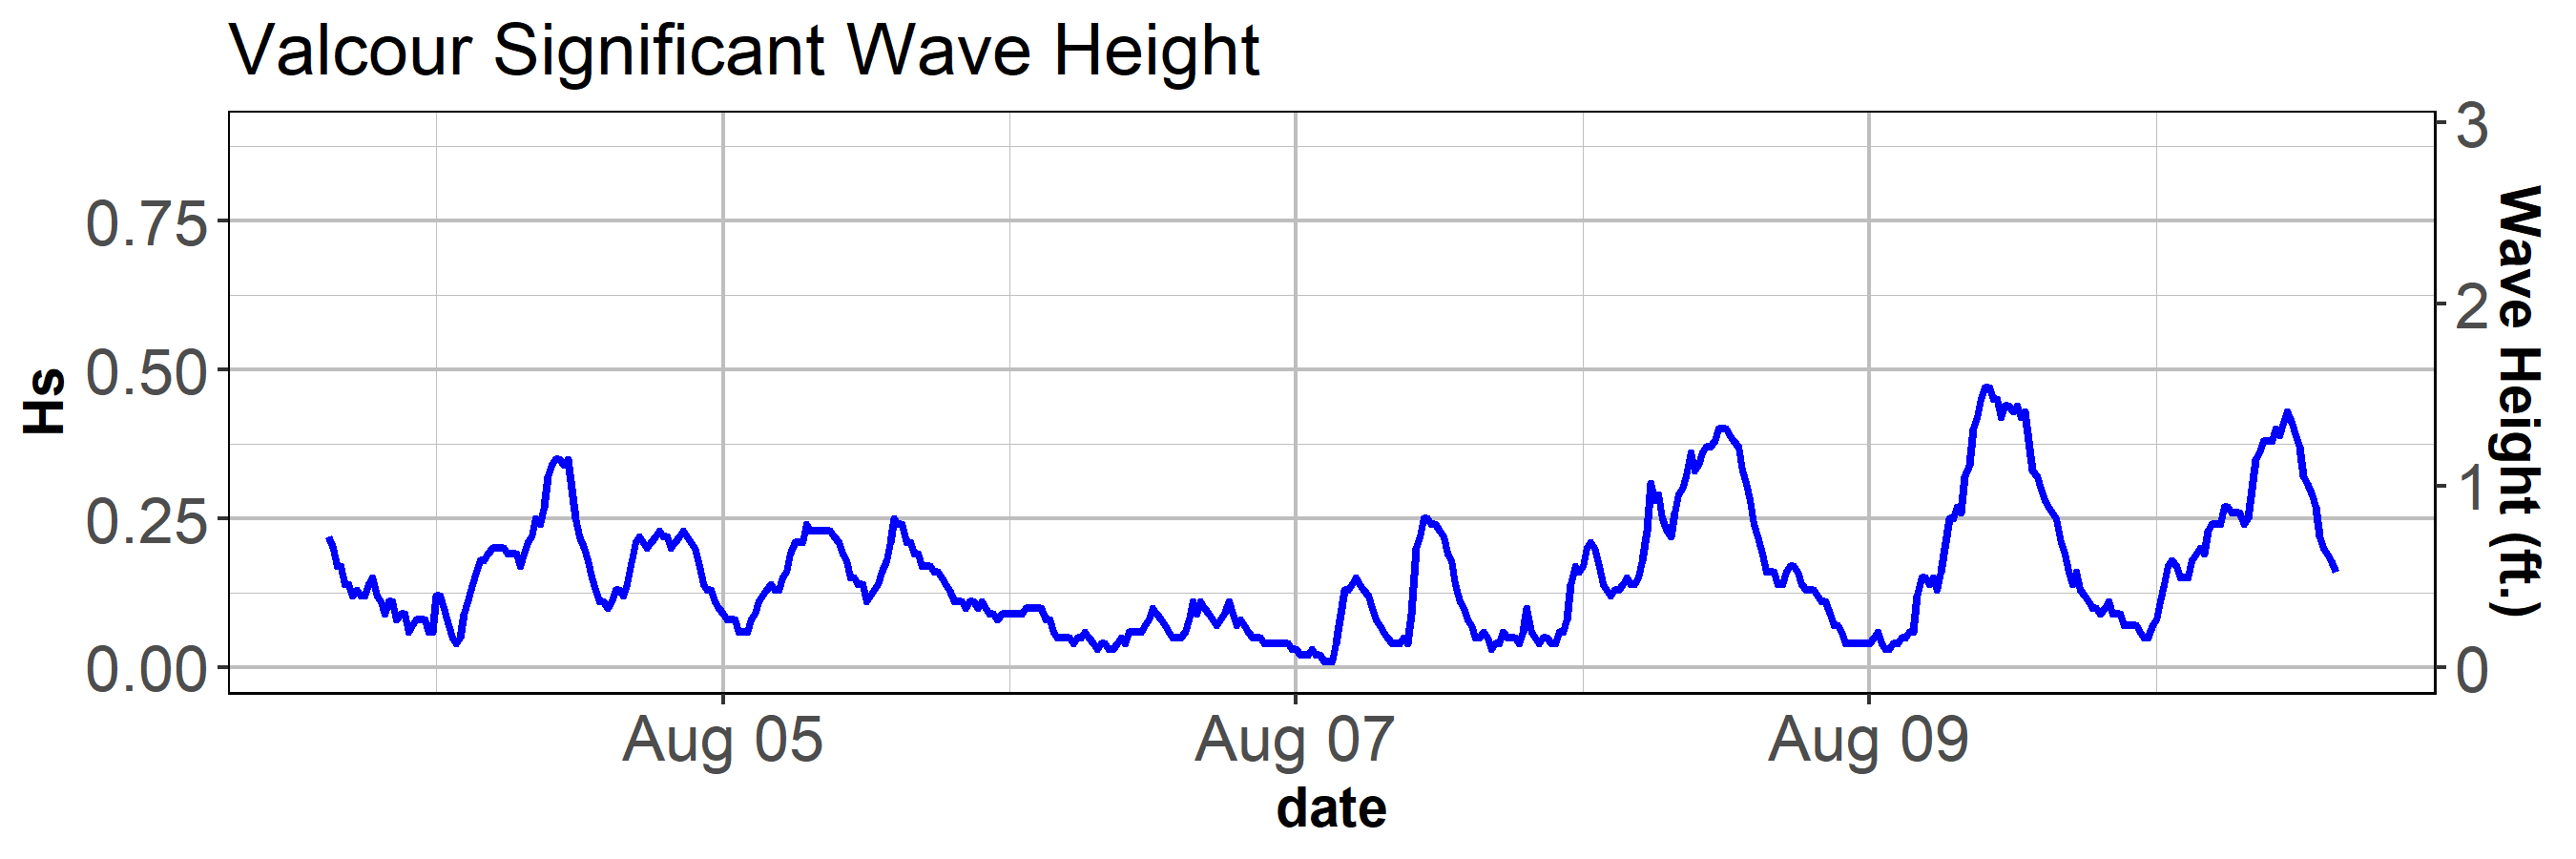 Valcour Significant Wave Height
Hs
0.75
0.50
0.25
0.00
3
2
1
0
Wave Height (ft.)
Aug 05
Aug 07
Aug 09
date